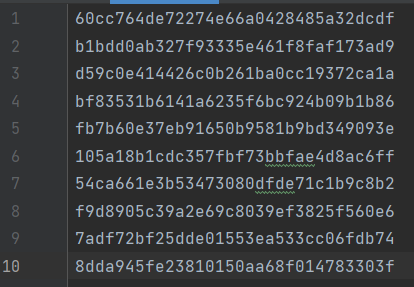 1 60cc764de72274e66a0428485a32dcdf
2 b1bdd0ab327f93335e461f8faf173ad9
3 d59c0e414426c0b261ba0cc19372ca1a
4 bf83531b6141a6235f6bc924b09b1b86
5 fb7b60e37eb91650b9581b9bd349093e
6 105a18b1cdc357fbf73bbfae4d8ac6ff
7 54ca661e3b53473080dfde71c1b9c8b2
8 f9d8905c39a2e69c8039ef3825f560e6
9 7adf72bf25dde01553ea533cc06fdb74
10 8dda945fe23810150aa68f014783303f